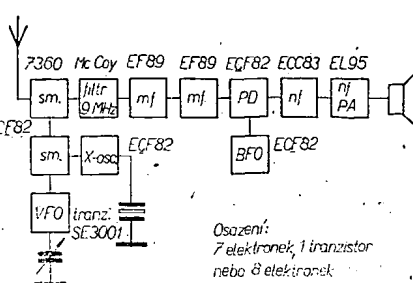 7360 Mc Coy EF89 EF89 ECF82 ECC83 EL95
sm. filtr 9 MHz mf. mf. PD nf nf PA
ECF82
sm. X-osc. ECF82 BFO ECF82
VFO tranz. SE3001
Osazení:
7 elektronek, 1 tranzistor
nebo 8 elektronek